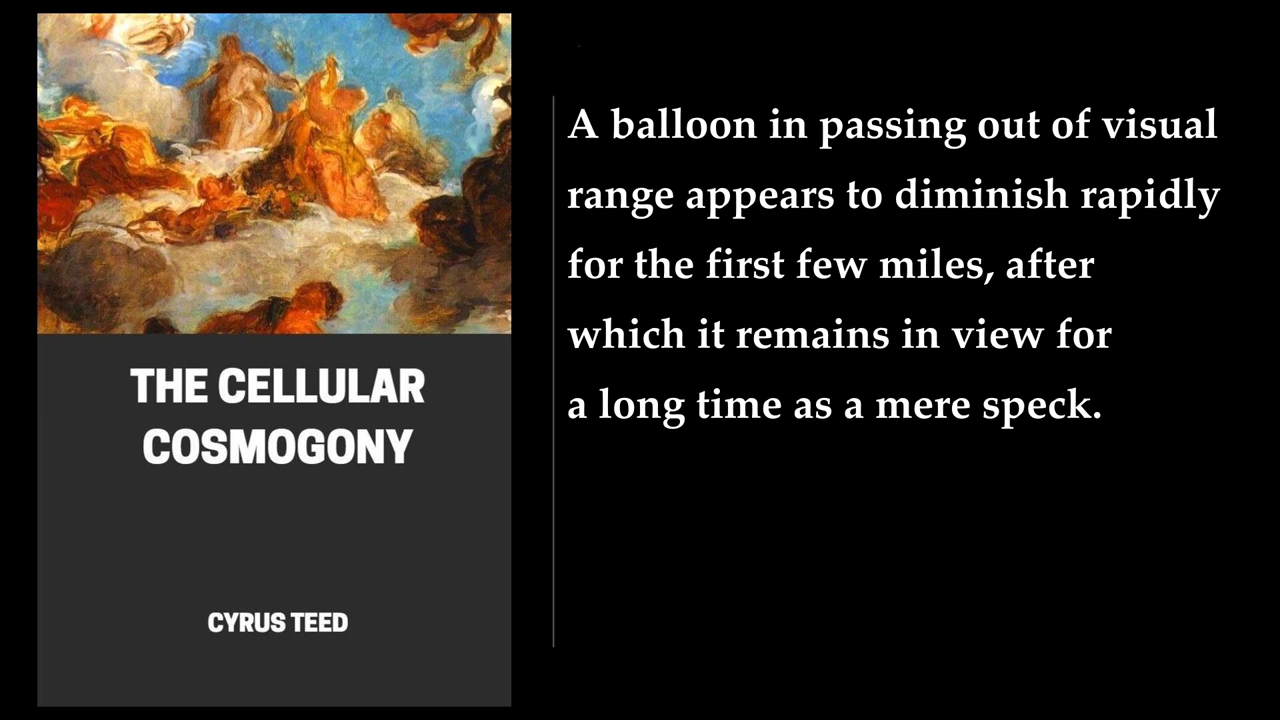 THE CELLULAR
COSMOGONY
CYRUS TEED
A balloon in passing out of visual
range appears to diminish rapidly
for the first few miles, after
which it remains in view for
a long time as a mere speck.